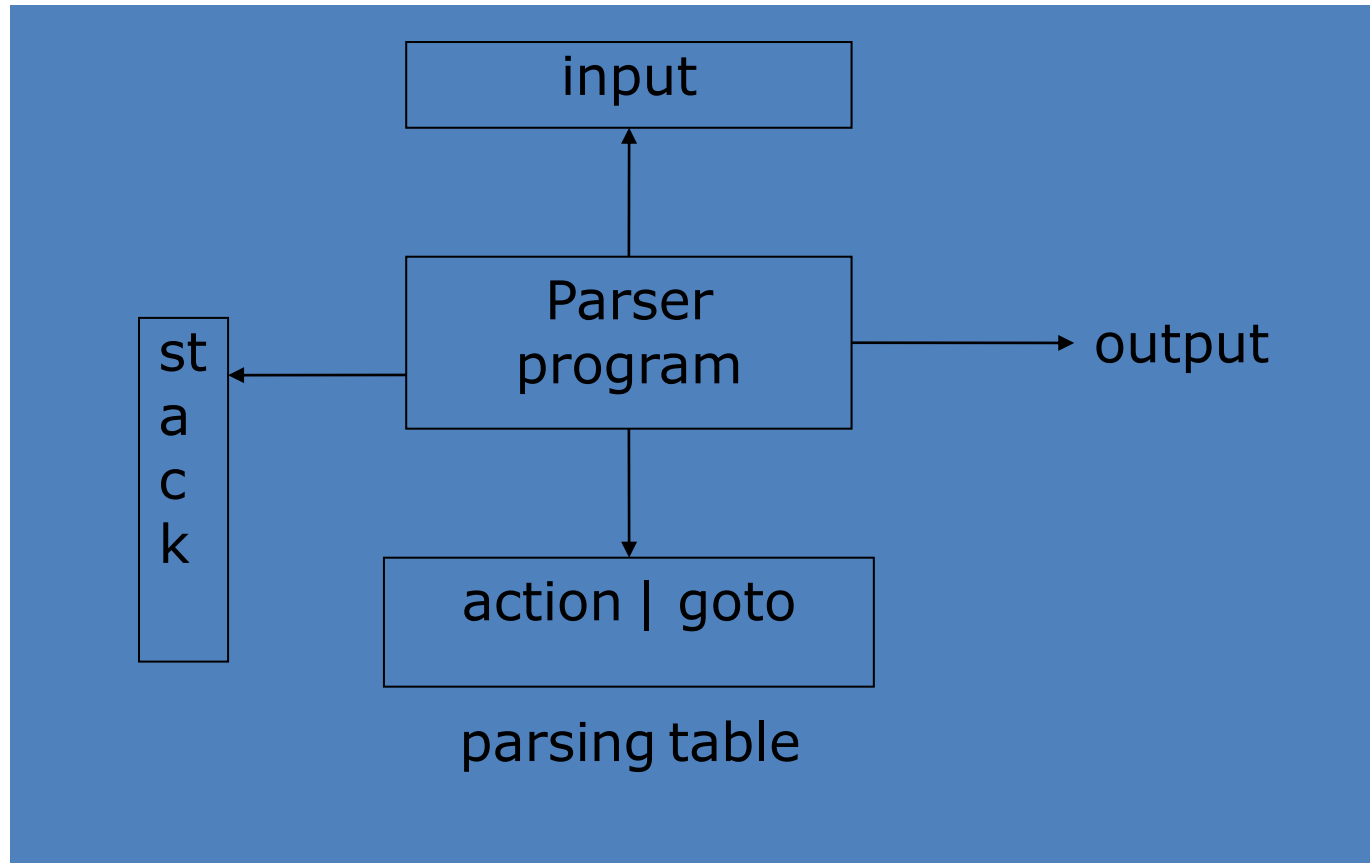 input
Parser
program
output
st
a
c
k
action | goto
parsing table